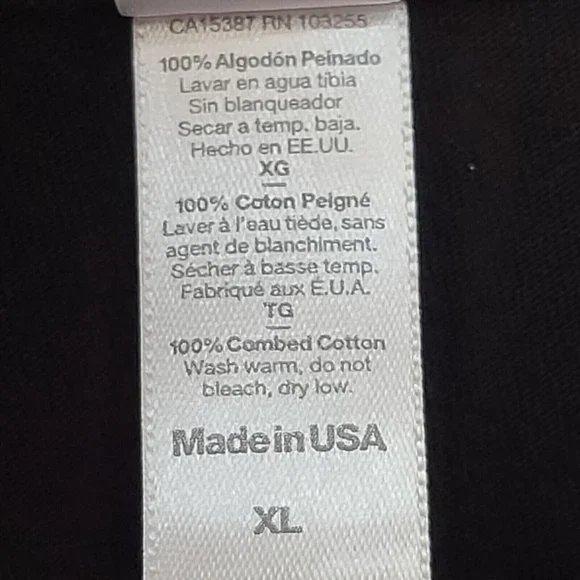 CA15387 RN 103255
100% Algodón Peinado
Lavar en agua tibia
Sin blanqueador
Secar a temp. baja.
Hecho en EE.UU.
XG
100% Coton Peigné
Laver à l'eau tiède, sans
agent de blanchiment.
Sécher à basse temp.
Fabriqué aux É.U.A.
TG
100% Combed Cotton
Wash warm, do not
bleach, dry low.
Made in USA
XL